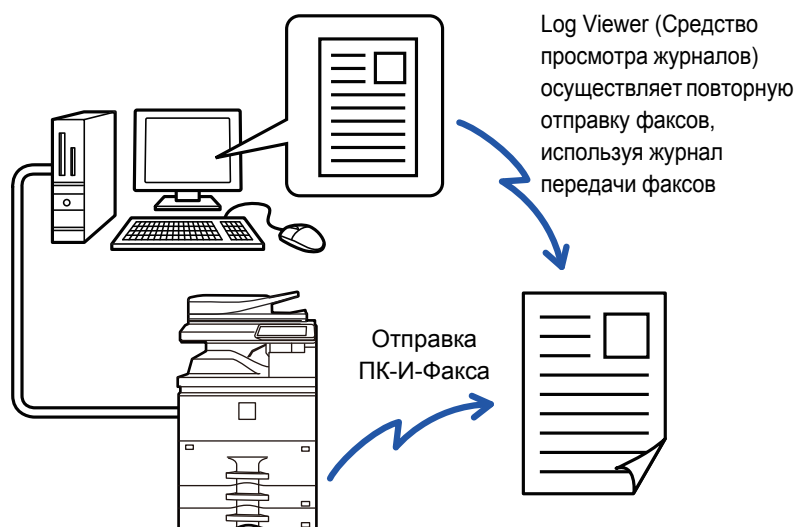 Log Viewer (Средство
просмотра журналов)
осуществляет повторную
отправку факсов,
используя журнал
передачи факсов
Отправка
ПК-И-Факса